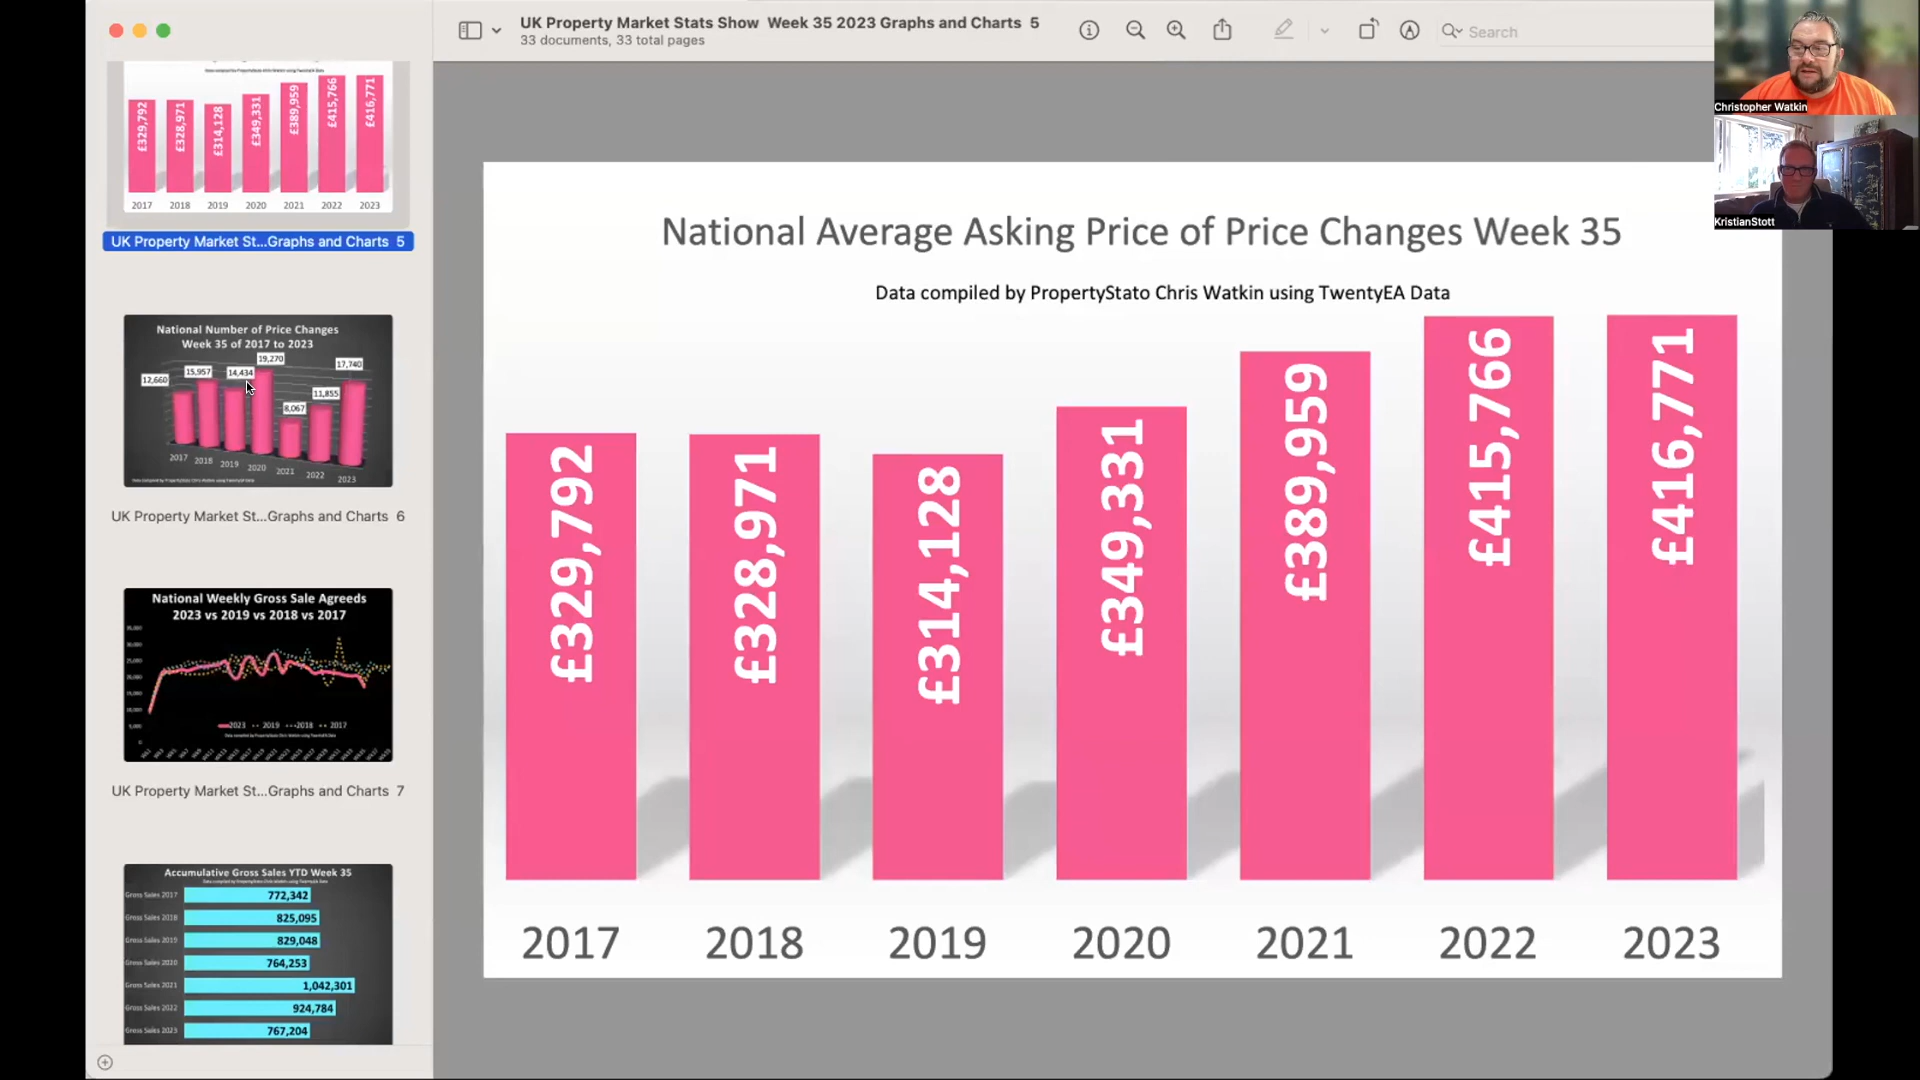 UK Property Market Stats Show Week 35 2023 Graphs and Charts 5
33 documents, 33 total pages
Search
Christopher Watkin
KristianStott
£329,792
£328,971
£314,128
£349,331
£389,959
£415,766
£416,771
2017 2018 2019 2020 2021 2022 2023
UK Property Market St...Graphs and Charts 5
National Number of Price Changes
Week 35 of 2017 to 2023
12,660
15,957
14,434
19,270
8,067
11,855
17,740
2017 2018 2019 2020 2021 2022 2023
UK Property Market St...Graphs and Charts 6
National Weekly Gross Sale Agreeds
2023 vs 2019 vs 2018 vs 2017
2023 2019 2018 2017
UK Property Market St...Graphs and Charts 7
Accumulative Gross Sales YTD Week 35
Gross Sales 2017 772,342
Gross Sales 2018 825,095
Gross Sales 2019 829,048
Gross Sales 2020 764,253
Gross Sales 2021 1,042,301
Gross Sales 2022 924,784
Gross Sales 2023 767,204
National Average Asking Price of Price Changes Week 35
Data compiled by PropertyStato Chris Watkin using TwentyEA Data
£329,792
£328,971
£314,128
£349,331
£389,959
£415,766
£416,771
2017 2018 2019 2020 2021 2022 2023